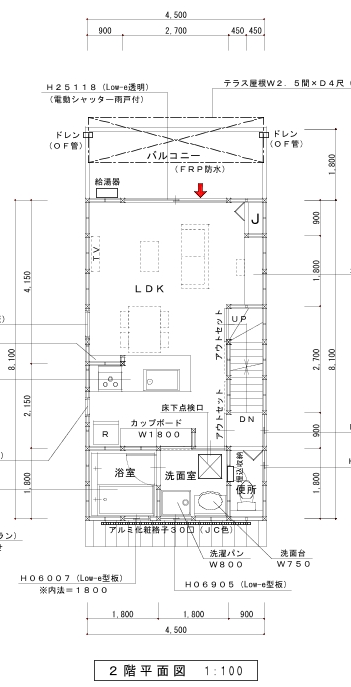 4,500
900 2,700 450 450
H25118 (Low-e透明)
(電動シャッター雨戸付)
テラス屋根W2.5間×D4尺
ドレン
(OF管)
ドレン
(OF管)
バルコニー
(FRP防水)
1,800
給湯器
J
900
T.V
LDK
1,800
4,150
アウトセット
UP
8,100
2,700
8,100
2,150
アウトセット
床下点検口
カップボード
W1800
R
DN
900
浴室
洗面室
埋込収納
便所
1,800
1,800
アルミ化粧格子30□ (JC色)
洗濯パン
W800
洗面台
W750
H06007 (Low-e型板)
※内法=1800
H06905 (Low-e型板)
1,800 1,800 900
4,500
2階平面図 1:100